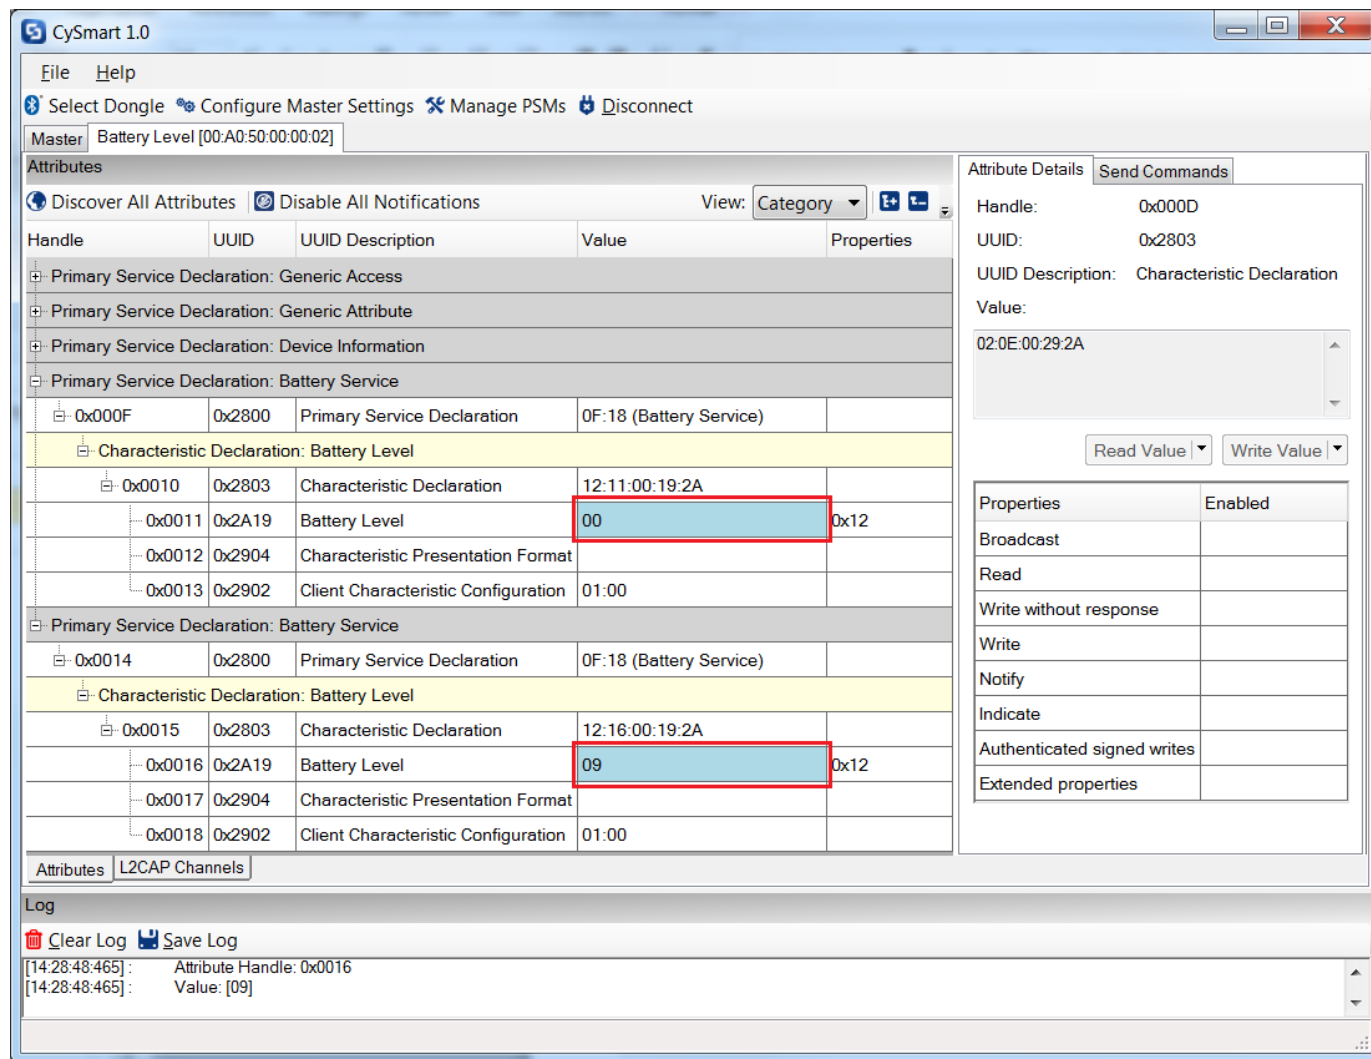 CySmart 1.0
File Help
Select Dongle Configure Master Settings Manage PSMs Disconnect
Master Battery Level [00:A0:50:00:00:02]
Attributes
Discover All Attributes Disable All Notifications View: Category
Handle UUID UUID Description Value Properties
Primary Service Declaration: Generic Access
Primary Service Declaration: Generic Attribute
Primary Service Declaration: Device Information
Primary Service Declaration: Battery Service
0x000F 0x2800 Primary Service Declaration 0F:18 (Battery Service)
Characteristic Declaration: Battery Level
0x0010 0x2803 Characteristic Declaration 12:11:00:19:2A
0x0011 0x2A19 Battery Level 00 0x12
0x0012 0x2904 Characteristic Presentation Format
0x0013 0x2902 Client Characteristic Configuration 01:00
Primary Service Declaration: Battery Service
0x0014 0x2800 Primary Service Declaration 0F:18 (Battery Service)
Characteristic Declaration: Battery Level
0x0015 0x2803 Characteristic Declaration 12:16:00:19:2A
0x0016 0x2A19 Battery Level 09 0x12
0x0017 0x2904 Characteristic Presentation Format
0x0018 0x2902 Client Characteristic Configuration 01:00
Attributes L2CAP Channels
Attribute Details Send Commands
Handle: 0x000D
UUID: 0x2803
UUID Description: Characteristic Declaration
Value:
02:0E:00:29:2A
Read Value Write Value
Properties Enabled
Broadcast
Read
Write without response
Write
Notify
Indicate
Authenticated signed writes
Extended properties
Log
Clear Log Save Log
[14:28:48:465] : Attribute Handle: 0x0016
[14:28:48:465] : Value: [09]